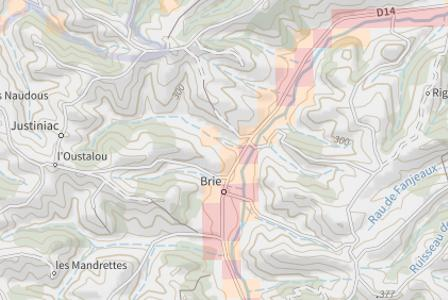 D14
300
s Naudous
Rig
Justiniac
300
l'Oustalou
Brie
Rau de Fanjeaux
Ruisseau de
les Mandrettes
377